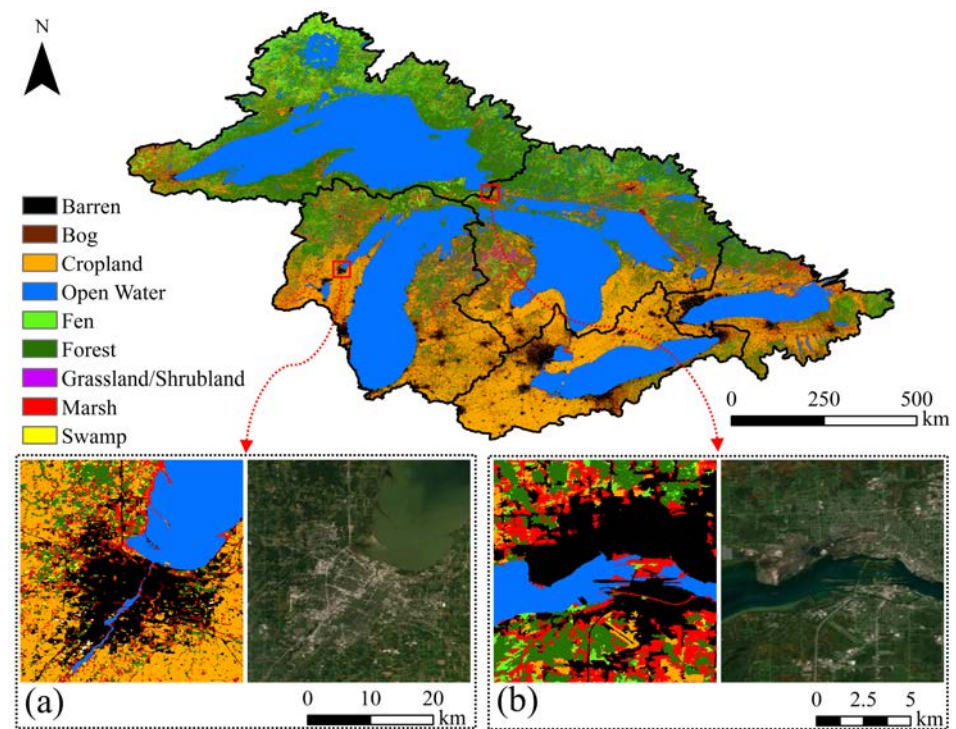 N
Barren
Bog
Cropland
Open Water
Fen
Forest
Grassland/Shrubland
Marsh
Swamp
0 250 500
km
(a)
0 10 20
km
(b)
0 2.5 5
km